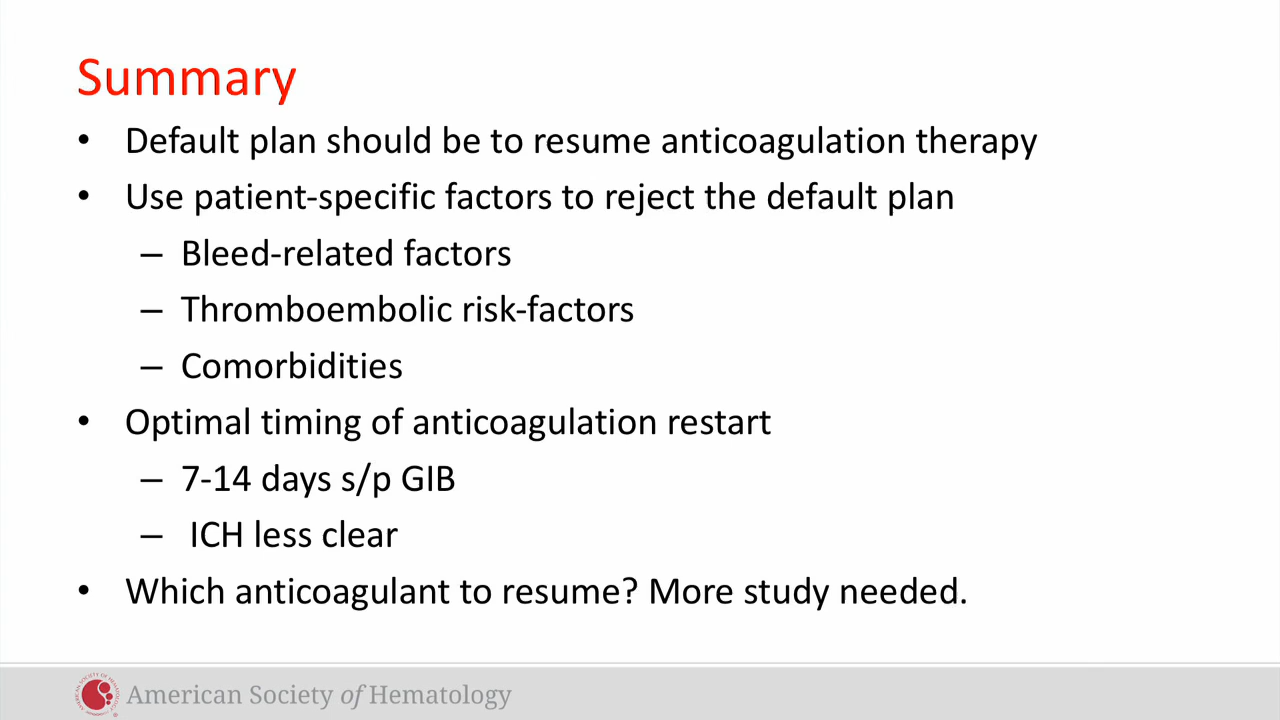 Summary
• Default plan should be to resume anticoagulation therapy
• Use patient-specific factors to reject the default plan
– Bleed-related factors
– Thromboembolic risk-factors
– Comorbidities
• Optimal timing of anticoagulation restart
– 7-14 days s/p GIB
– ICH less clear
• Which anticoagulant to resume? More study needed.
American Society of Hematology